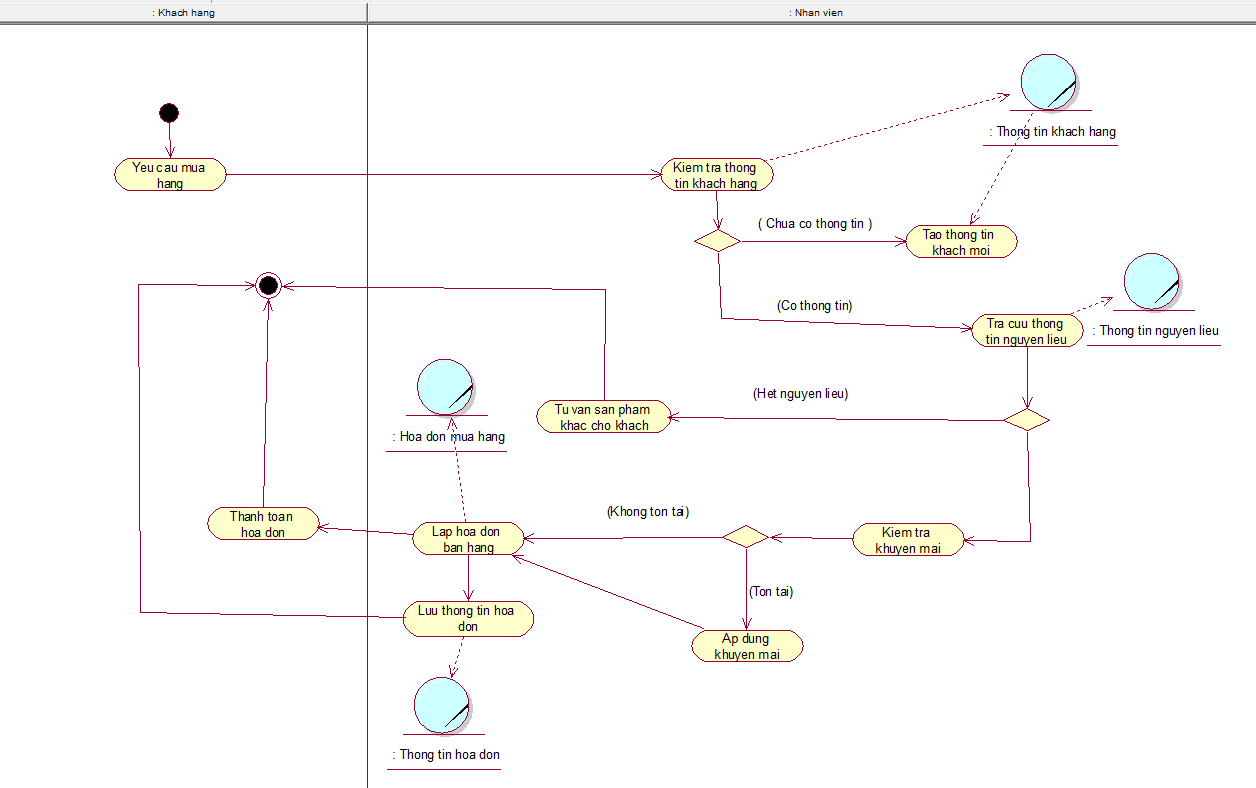 : Khach hang
: Nhan vien
: Thong tin khach hang
Yeu cau mua
hang
Kiem tra thong
tin khach hang
( Chua co thong tin )
Tao thong tin
khach moi
(Co thong tin)
Tra cuu thong
tin nguyen lieu
: Thong tin nguyen lieu
(Het nguyen lieu)
Tu van san pham
khac cho khach
: Hoa don mua hang
Thanh toan
hoa don
Lap hoa don
ban hang
(Khong ton tai)
Kiem tra
khuyen mai
(Ton tai)
Luu thong tin hoa
don
Ap dung
khuyen mai
: Thong tin hoa don